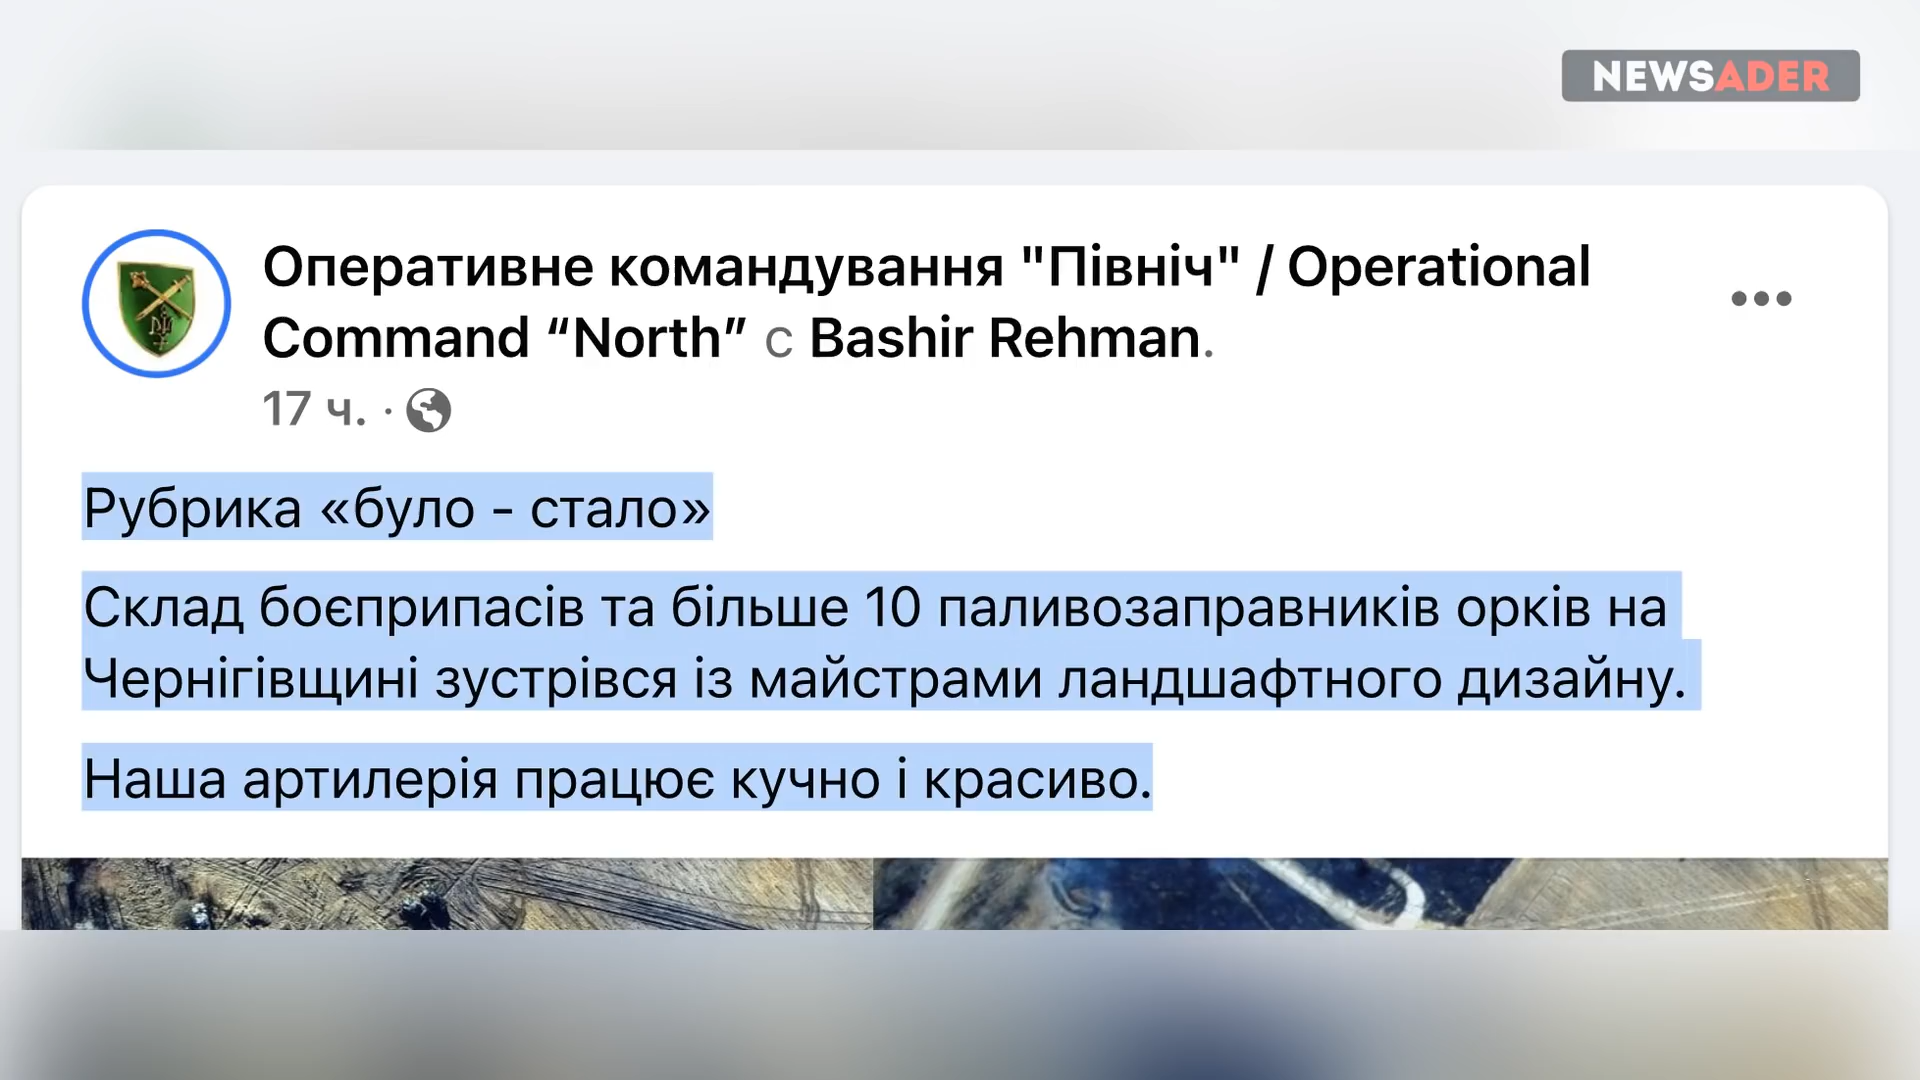 NEWSADER
Оперативне командування "Північ" / Operational
Command “North” с Bashir Rehman.
17 ч. ·
Рубрика «було - стало»
Склад боєприпасів та більше 10 паливозаправників орків на
Чернігівщині зустрівся із майстрами ландшафтного дизайну.
Наша артилерія працює кучно і красиво.